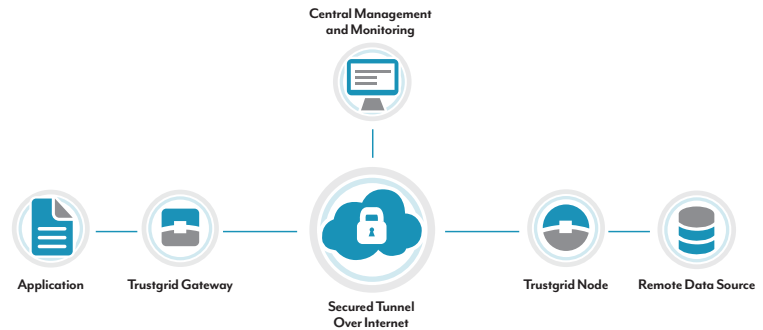 Central Management
and Monitoring
Application
Trustgrid Gateway
Secured Tunnel
Over Internet
Trustgrid Node
Remote Data Source